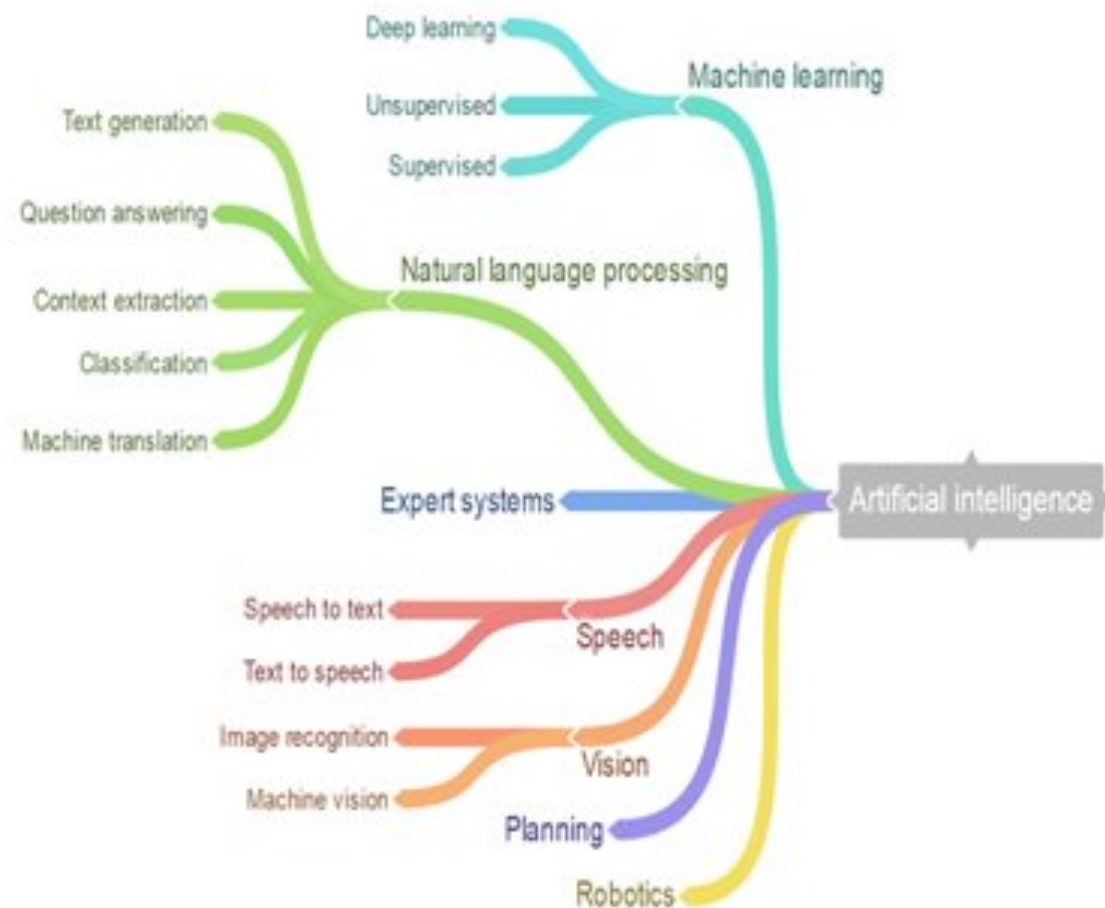 Deep learning
Machine learning
Unsupervised
Supervised
Text generation
Question answering
Natural language processing
Context extraction
Classification
Machine translation
Expert systems
Artificial intelligence
Speech to text
Speech
Text to speech
Image recognition
Vision
Machine vision
Planning
Robotics